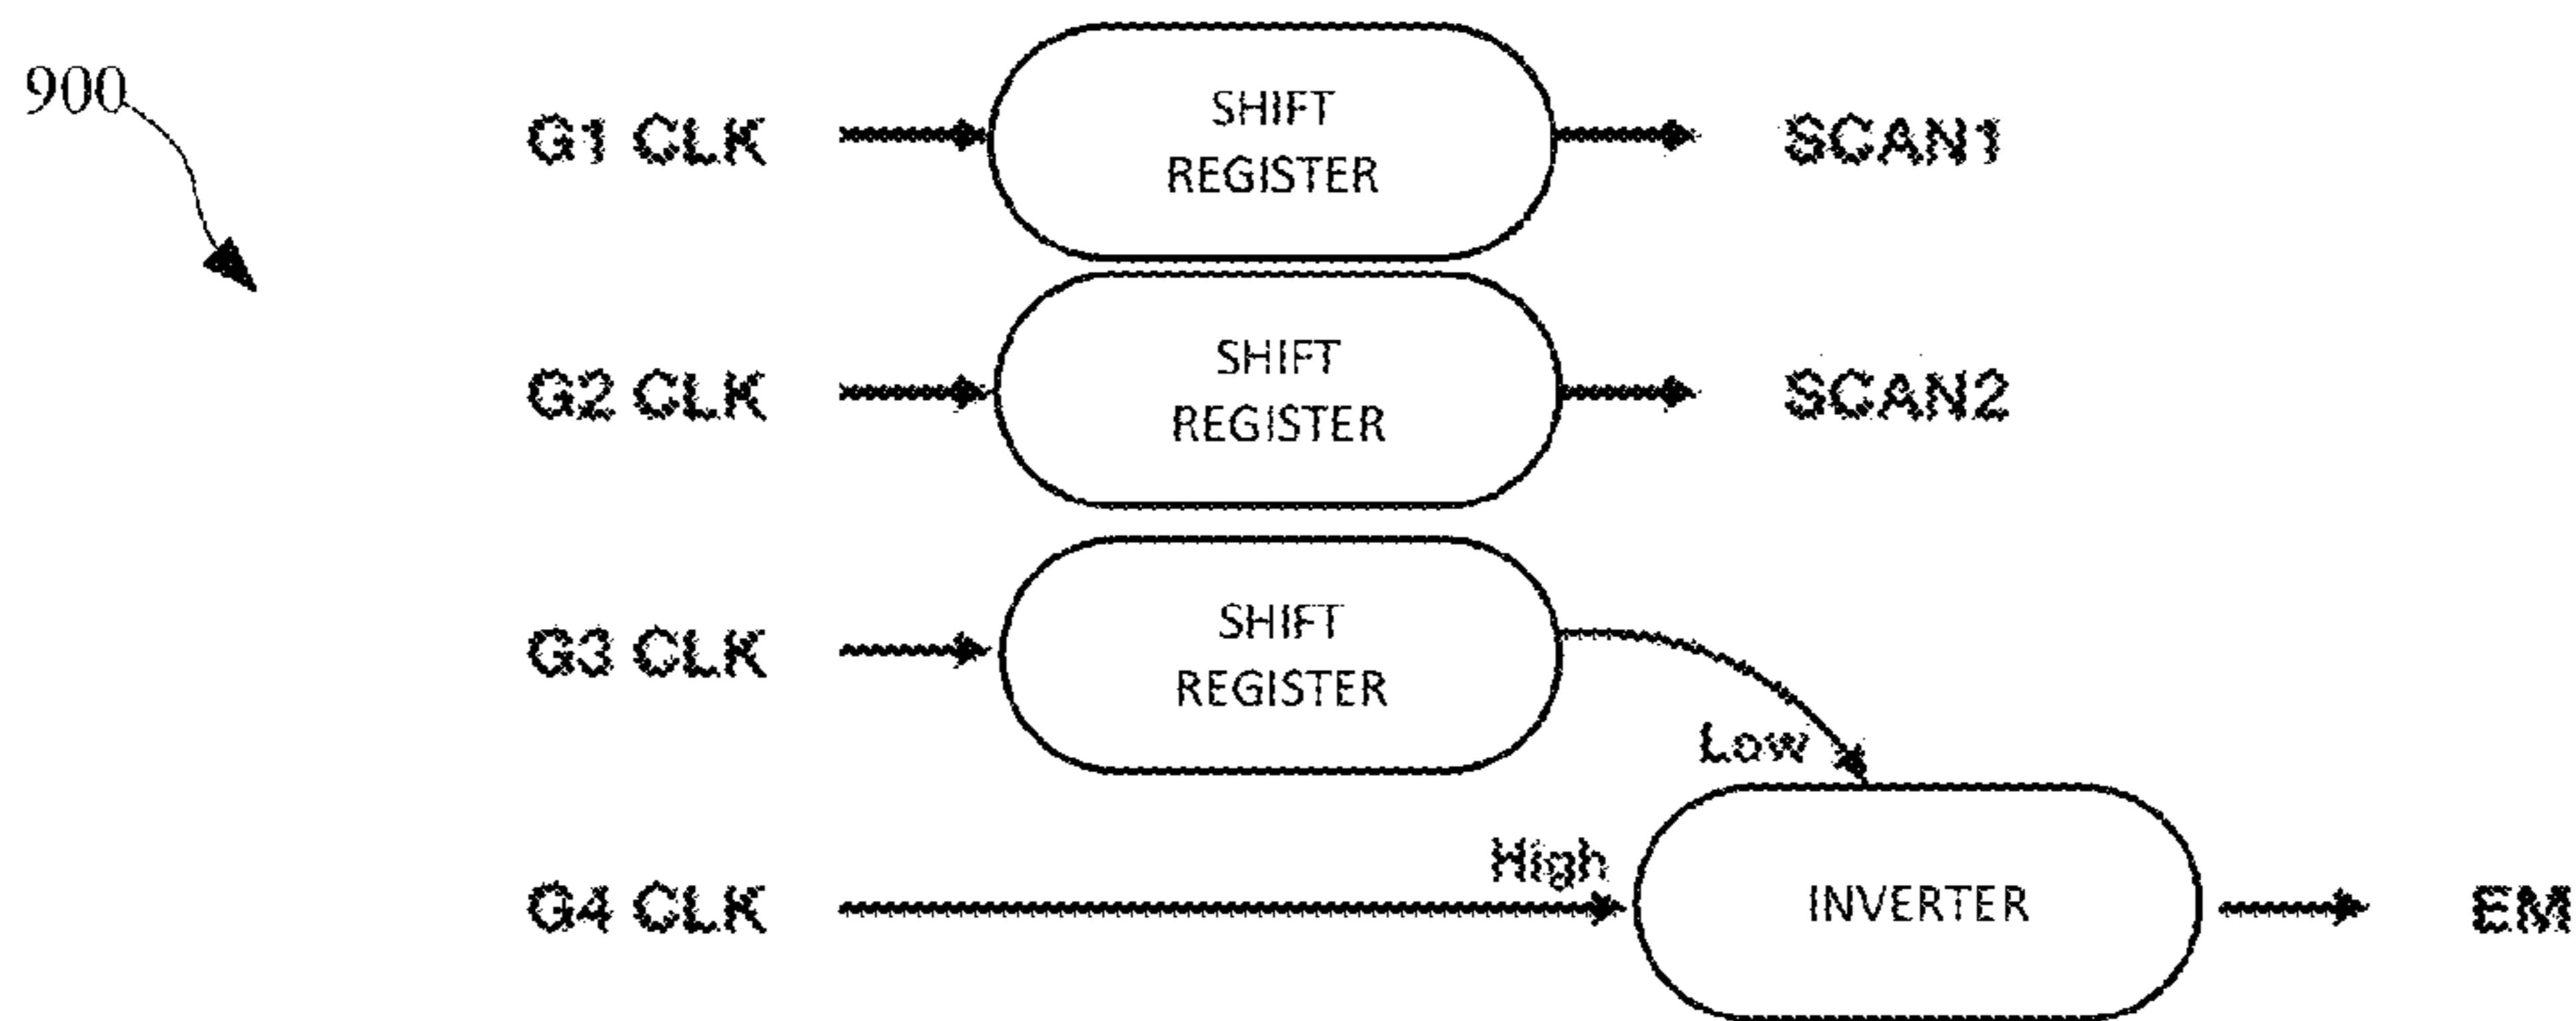 900
G1 CLK
SHIFT
REGISTER
SCAN1
G2 CLK
SHIFT
REGISTER
SCAN2
G3 CLK
SHIFT
REGISTER
Low
G4 CLK
High
INVERTER
EM